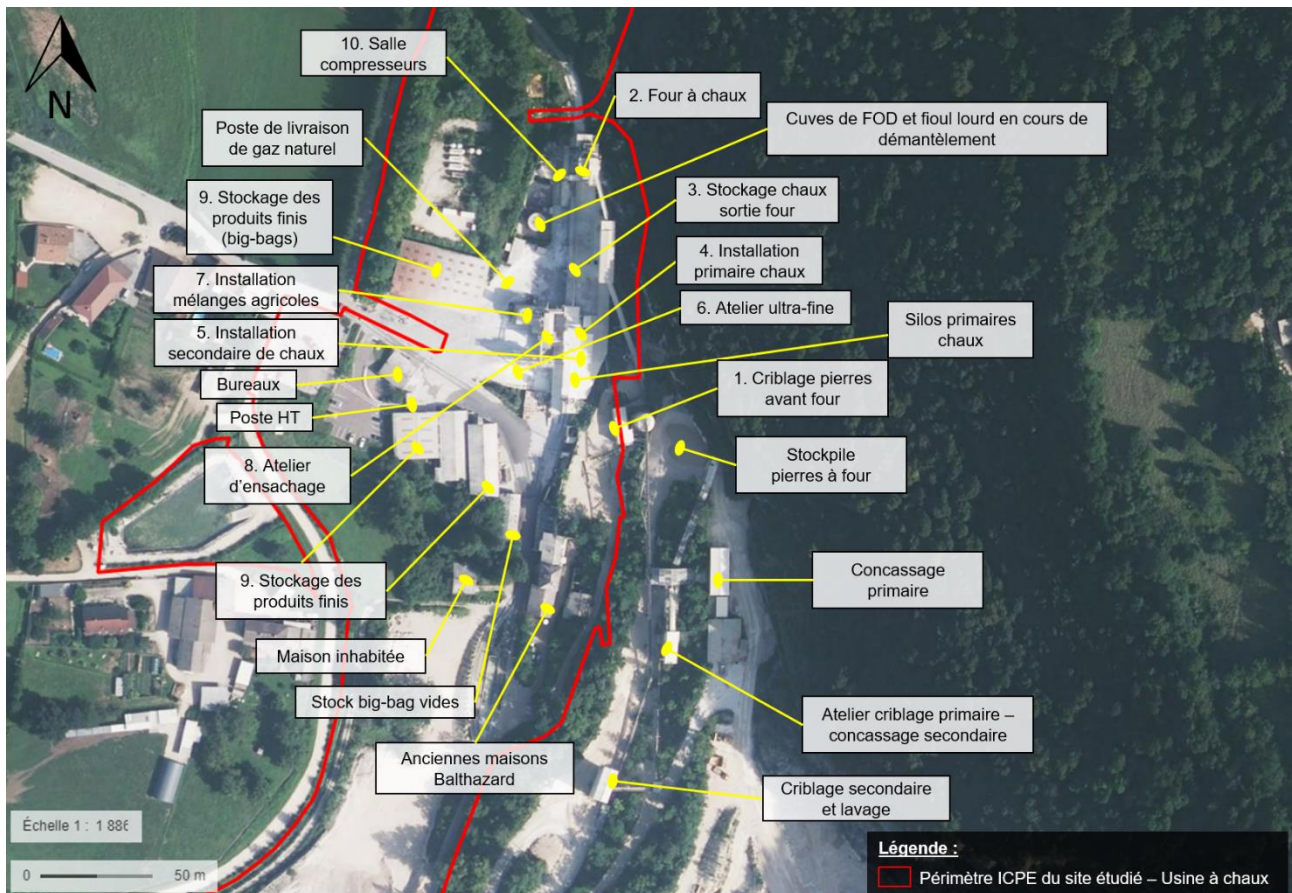 10. Salle
compresseurs
2. Four à chaux
Cuves de FOD et fioul lourd en cours de
démantèlement
N
Poste de livraison
de gaz naturel
9. Stockage des
produits finis
(big-bags)
3. Stockage chaux
sortie four
4. Installation
primaire chaux
7. Installation
mélanges agricoles
6. Atelier ultra-fine
Silos primaires
chaux
5. Installation
secondaire de chaux
Bureaux
1. Criblage pierres
avant four
Poste HT
Stockpile
pierres à four
8. Atelier
d'ensachage
9. Stockage des
produits finis
Concassage
primaire
Maison inhabitée
Stock big-bag vides
Atelier criblage primaire –
concassage secondaire
Anciennes maisons
Balthazard
Criblage secondaire
et lavage
Échelle 1 : 1 886
0 50 m
Légende :
Périmètre ICPE du site étudié – Usine à chaux